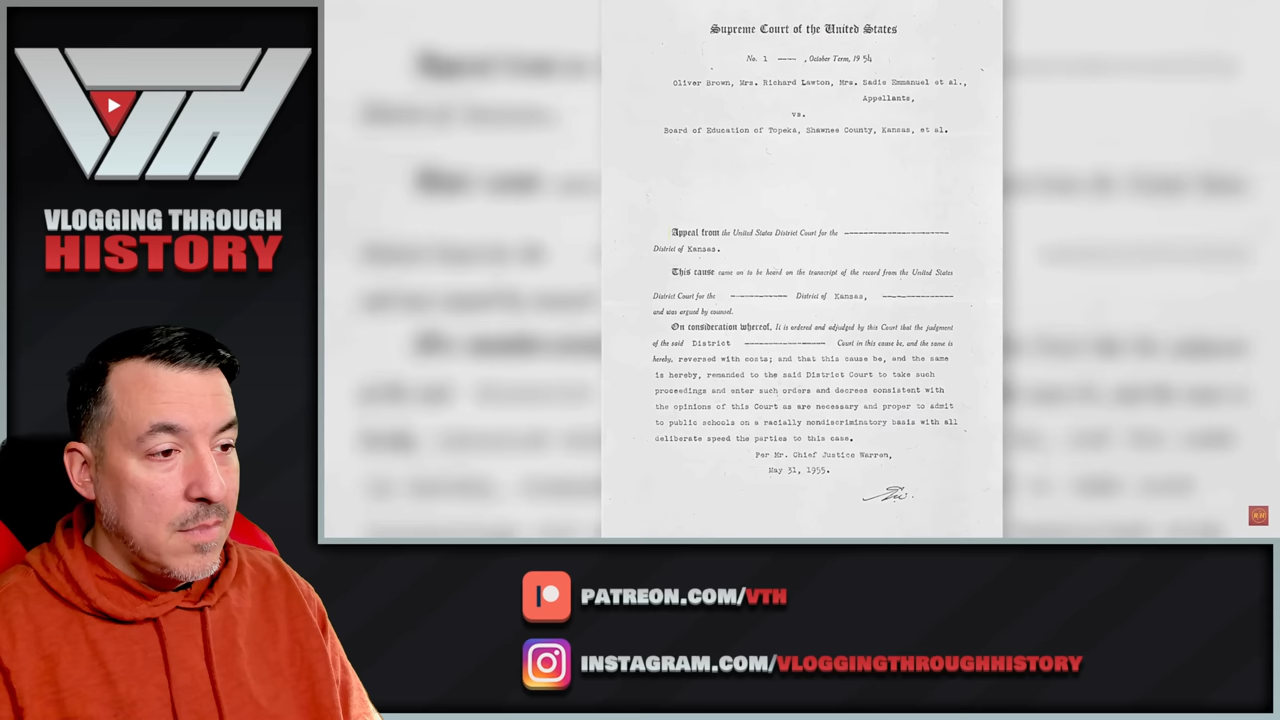 VTH
VLOGGING THROUGH
HISTORY
Supreme Court of the United States
No. 1 ----, October Term, 19 54
Oliver Brown, Mrs. Richard Lawton, Mrs. Sadie Emmanuel et al.,
Appellants,
vs.
Board of Education of Topeka, Shawnee County, Kansas, et al.
Appeal from the United States District Court for the --------------------
District of Kansas.
This cause came on to be heard on the transcript of the record from the United States
District Court for the ---------- District of Kansas, -------------
and was argued by counsel.
On consideration whereof, It is ordered and adjudged by this Court that the judgment
of the said District --------------- Court in this cause be, and the same is
hereby, reversed with costs; and that this cause be, and the same
is hereby, remanded to the said District Court to take such
proceedings and enter such orders and decrees consistent with
the opinions of this Court as are necessary and proper to admit
to public schools on a racially nondiscriminatory basis with all
deliberate speed the parties to this case.
Per Mr. Chief Justice Warren,
May 31, 1955.
RH
PATREON.COM/VTH
INSTAGRAM.COM/VLOGGINGTHROUGHHISTORY